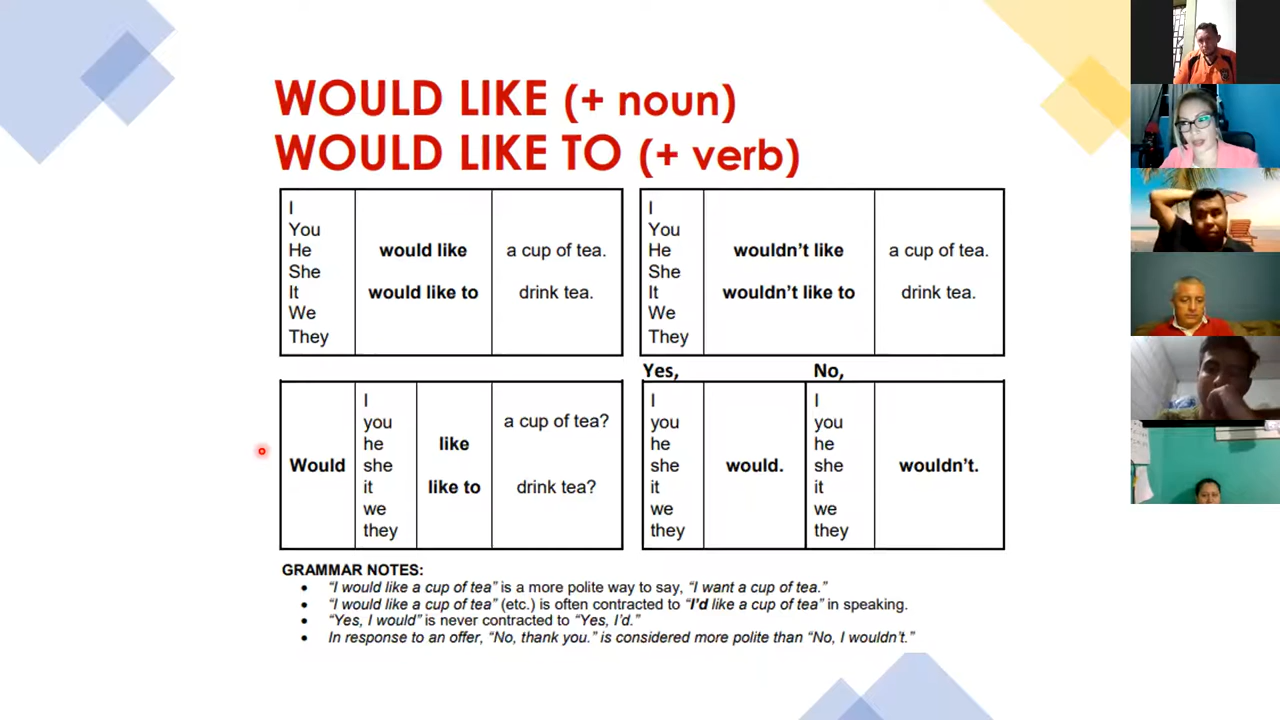 WOULD LIKE (+ noun)
WOULD LIKE TO (+ verb)
I
You
He
She
It
We
They
would like
would like to
a cup of tea.
drink tea.
I
You
He
She
It
We
They
wouldn't like
wouldn't like to
a cup of tea.
drink tea.
Would
I
you
he
she
it
we
they
like
like to
a cup of tea?
drink tea?
Yes,
I
you
he
she
it
we
they
would.
No,
I
you
he
she
it
we
they
wouldn't.
GRAMMAR NOTES:
• "I would like a cup of tea" is a more polite way to say, "I want a cup of tea."
• "I would like a cup of tea" (etc.) is often contracted to "I'd like a cup of tea" in speaking.
• "Yes, I would" is never contracted to "Yes, I'd."
• In response to an offer, "No, thank you." is considered more polite than "No, I wouldn't."